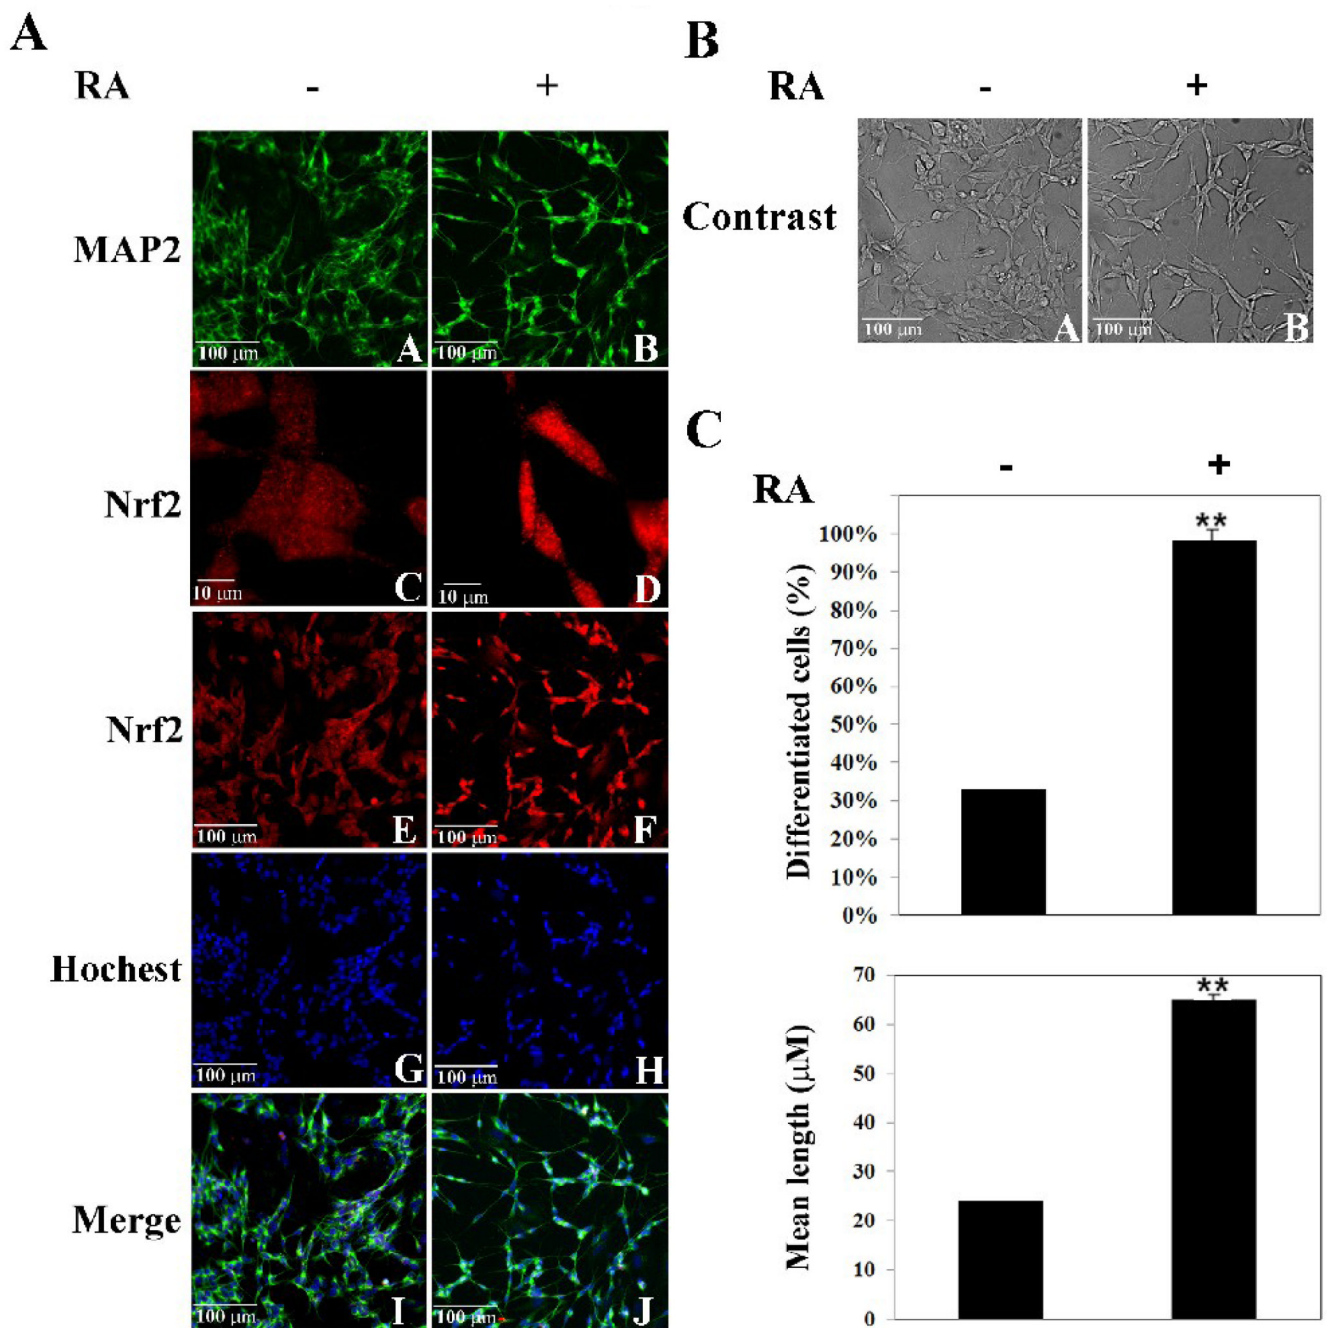 A
RA - +
MAP2
100 μm A
100 μm B
Nrf2
10 μm C
10 μm D
Nrf2
100 μm E
100 μm F
Hochest
100 μm G
100 μm H
Merge
100 μm I
100 μm J
B
RA - +
Contrast
100 μm A
100 μm B
C
RA - +
**
Differentiated cells (%)
100%
90%
80%
70%
60%
50%
40%
30%
20%
10%
0%
**
Mean length (μM)
70
60
50
40
30
20
10
0